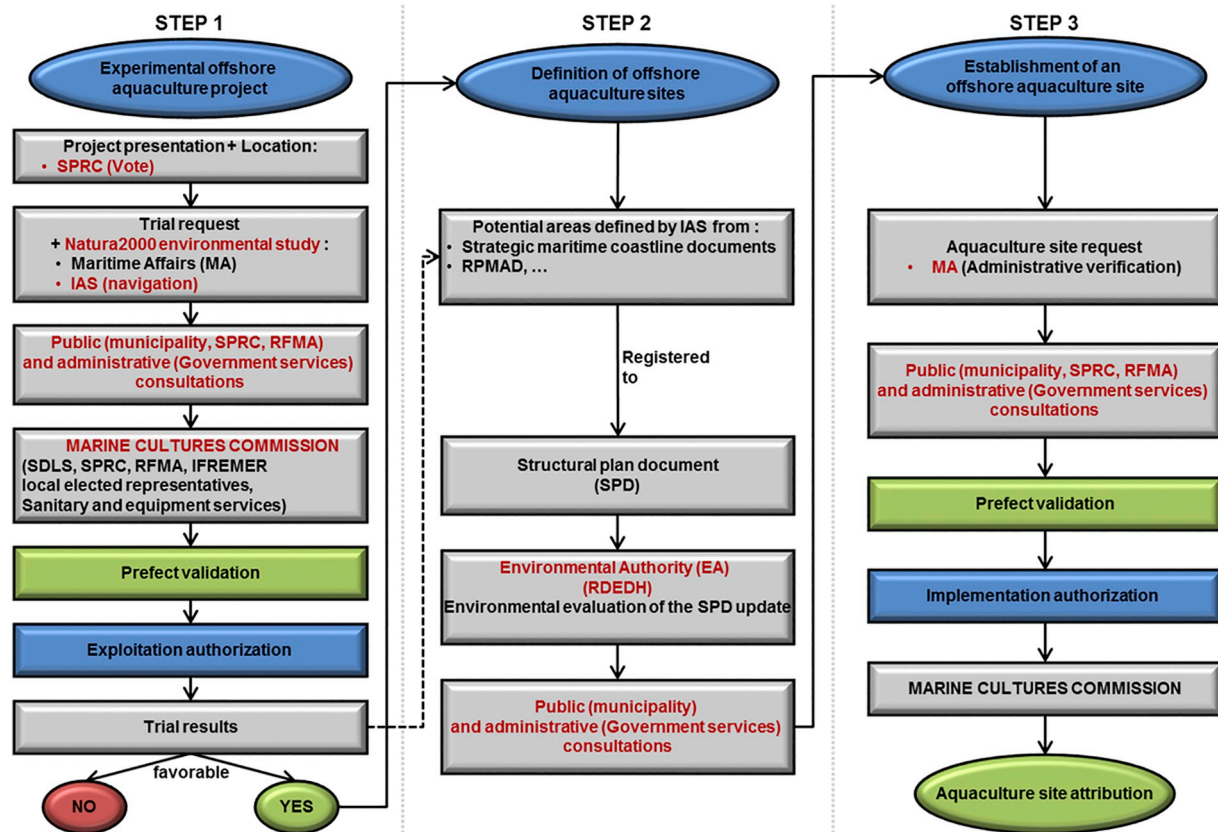 STEP 1
Experimental offshore
aquaculture project
Project presentation + Location:
• SPRC (Vote)
Trial request
+ Natura2000 environmental study :
• Maritime Affairs (MA)
• IAS (navigation)
Public (municipality, SPRC, RFMA)
and administrative (Government services)
consultations
MARINE CULTURES COMMISSION
(SDLS, SPRC, RFMA, IFREMER
local elected representatives,
Sanitary and equipment services)
Prefect validation
Exploitation authorization
Trial results
favorable
NO
YES
STEP 2
Definition of offshore
aquaculture sites
Potential areas defined by IAS from :
• Strategic maritime coastline documents
• RPMAD, ...
Registered
to
Structural plan document
(SPD)
Environmental Authority (EA)
(RDEDH)
Environmental evaluation of the SPD update
Public (municipality)
and administrative (Government services)
consultations
STEP 3
Establishment of an
offshore aquaculture site
Aquaculture site request
• MA (Administrative verification)
Public (municipality, SPRC, RFMA)
and administrative (Government services)
consultations
Prefect validation
Implementation authorization
MARINE CULTURES COMMISSION
Aquaculture site attribution